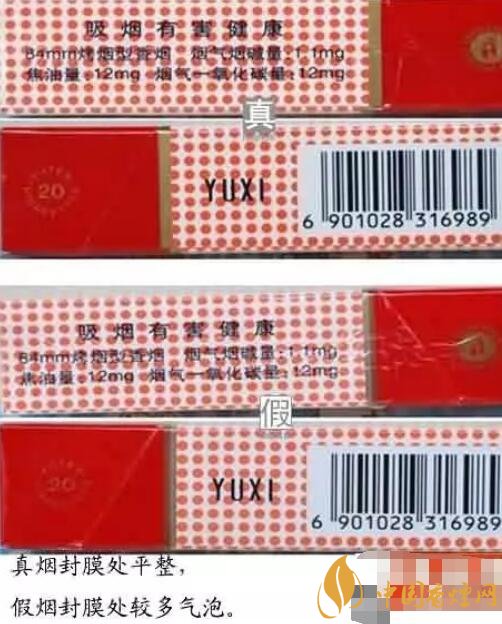 吸烟有害健康
84mm烤烟型香烟 烟气烟碱量：1.1mg
焦油量：12mg 烟气一氧化碳量：12mg
真
20
YUXI
6 901028 316989
吸烟有害健康
84mm烤烟型香烟 烟气烟碱量：1.1mg
焦油量：12mg 烟气一氧化碳量：12mg
假
20
YUXI
6 901028 316989
真烟封膜处平整，
假烟封膜处较多气泡。
中国香烟网